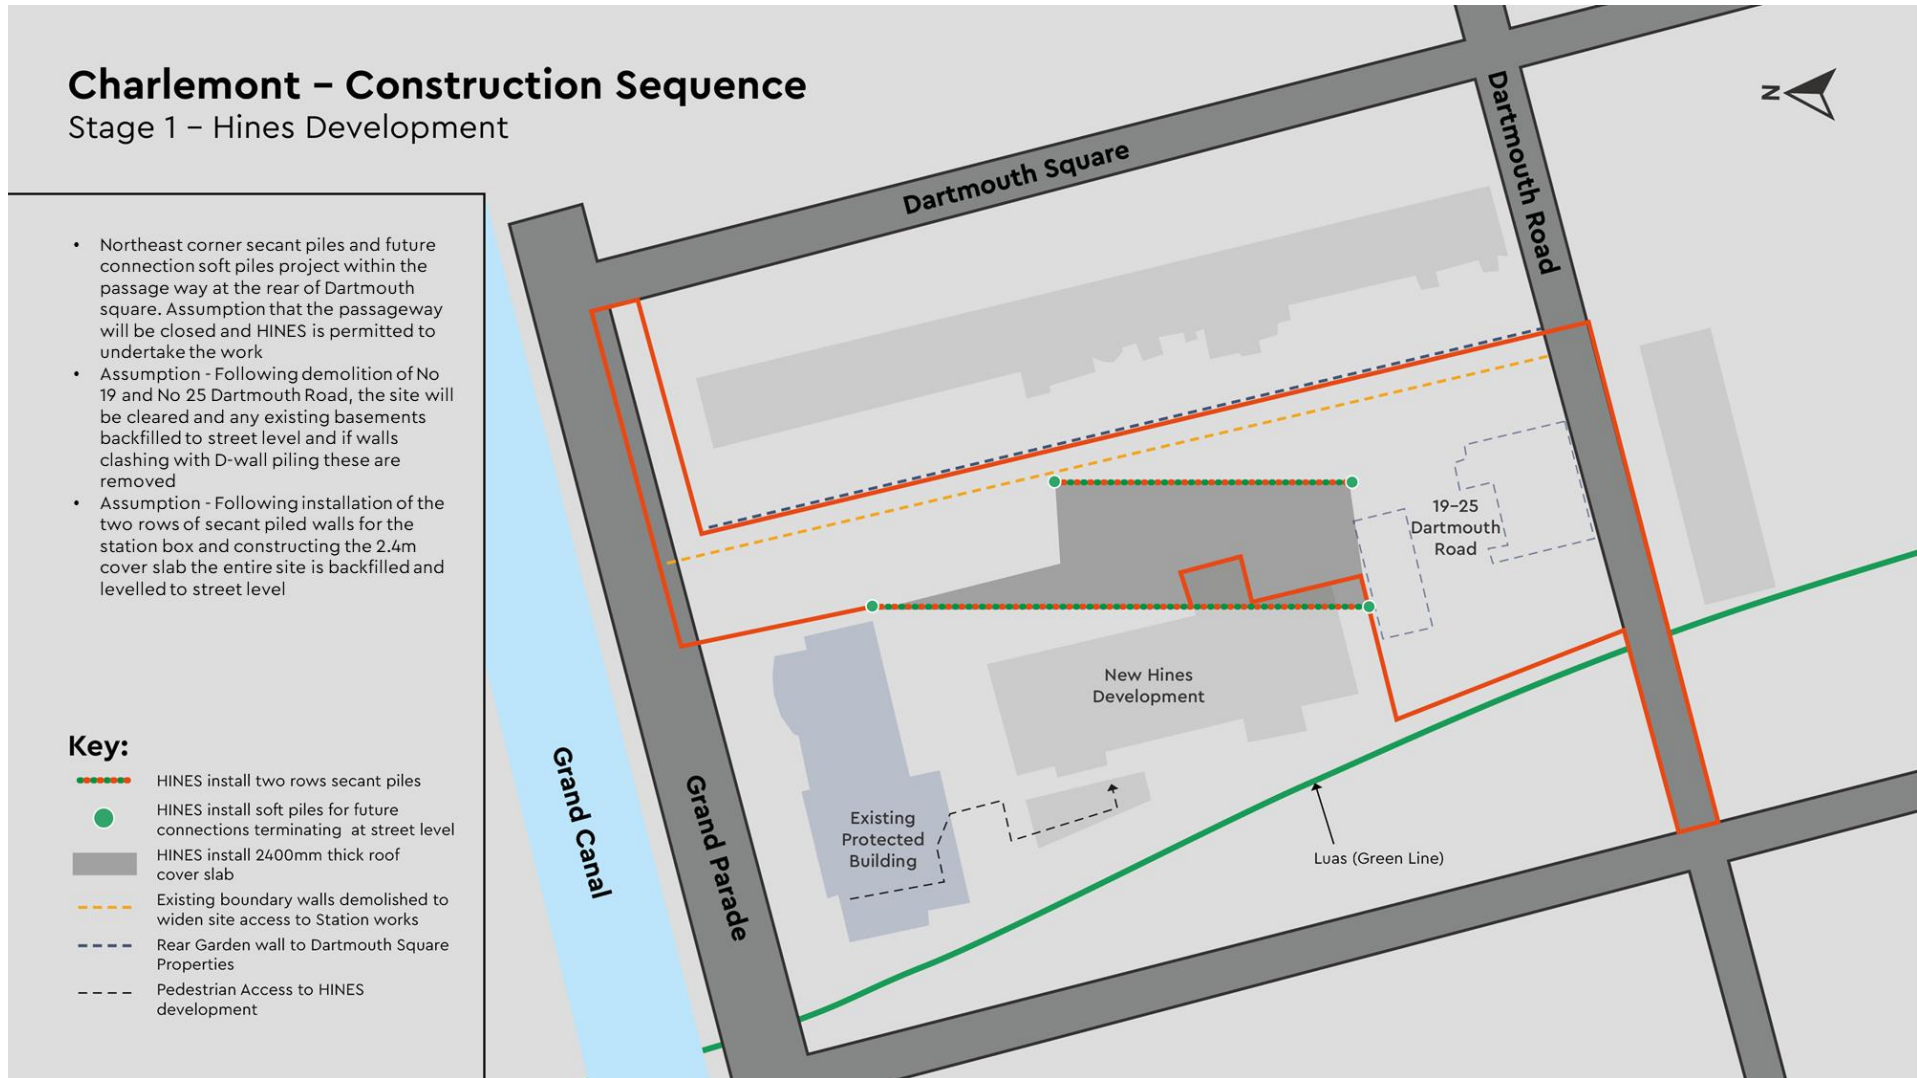 Charlemont – Construction Sequence
Stage 1 – Hines Development
• Northeast corner secant piles and future
connection soft piles project within the
passage way at the rear of Dartmouth
square. Assumption that the passageway
will be closed and HINES is permitted to
undertake the work
• Assumption - Following demolition of No
19 and No 25 Dartmouth Road, the site will
be cleared and any existing basements
backfilled to street level and if walls
clashing with D-wall piling these are
removed
• Assumption - Following installation of the
two rows of secant piled walls for the
station box and constructing the 2.4m
cover slab the entire site is backfilled and
levelled to street level
Key:
HINES install two rows secant piles
HINES install soft piles for future
connections terminating at street level
HINES install 2400mm thick roof
cover slab
Existing boundary walls demolished to
widen site access to Station works
Rear Garden wall to Dartmouth Square
Properties
Pedestrian Access to HINES
development
Dartmouth Square
Dartmouth Road
N
19–25
Dartmouth
Road
New Hines
Development
Existing
Protected
Building
Grand Canal
Grand Parade
Luas (Green Line)